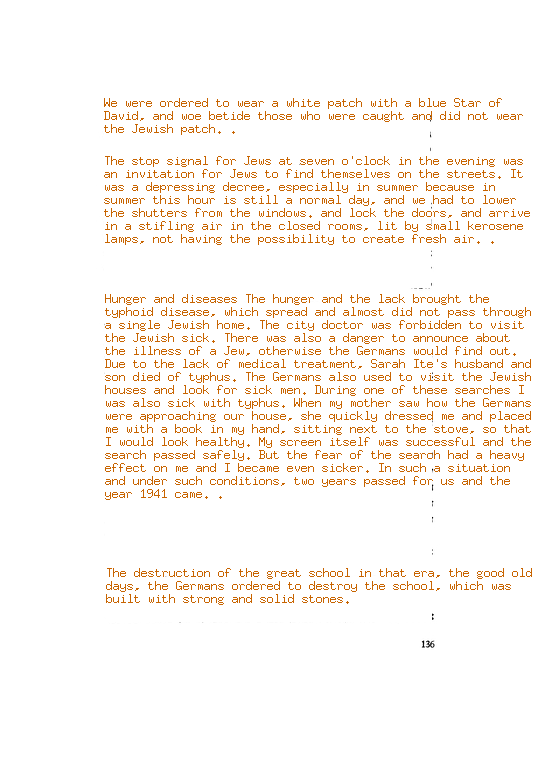 We were ordered to wear a white patch with a blue Star of
David, and woe betide those who were caught and did not wear
the Jewish patch. .
The stop signal for Jews at seven o'clock in the evening was
an invitation for Jews to find themselves on the streets. It
was a depressing decree, especially in summer because in
summer this hour is still a normal day, and we had to lower
the shutters from the windows. and lock the doors, and arrive
in a stifling air in the closed rooms, lit by small kerosene
lamps, not having the possibility to create fresh air. .
Hunger and diseases The hunger and the lack brought the
typhoid disease, which spread and almost did not pass through
a single Jewish home. The city doctor was forbidden to visit
the Jewish sick. There was also a danger to announce about
the illness of a Jew, otherwise the Germans would find out.
Due to the lack of medical treatment, Sarah Ite's husband and
son died of typhus. The Germans also used to visit the Jewish
houses and look for sick men. During one of these searches I
was also sick with typhus. When my mother saw how the Germans
were approaching our house, she quickly dressed me and placed
me with a book in my hand, sitting next to the stove, so that
I would look healthy. My screen itself was successful and the
search passed safely. But the fear of the search had a heavy
effect on me and I became even sicker. In such a situation
and under such conditions, two years passed for us and the
year 1941 came. .
The destruction of the great school in that era, the good old
days, the Germans ordered to destroy the school, which was
built with strong and solid stones.
136